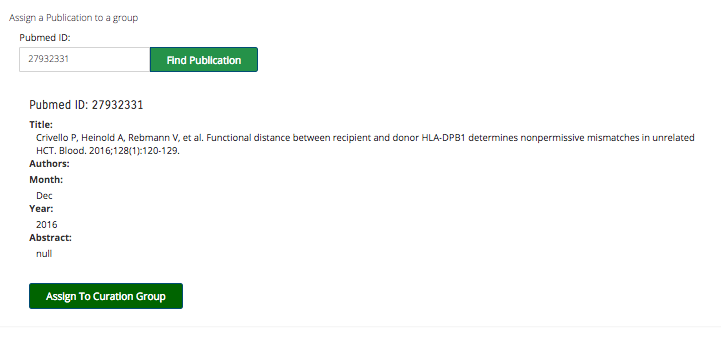 Assign a Publication to a group
Pubmed ID:
27932331
Find Publication
Pubmed ID: 27932331
Title:
Crivello P, Heinold A, Rebmann V, et al. Functional distance between recipient and donor HLA-DPB1 determines nonpermissive mismatches in unrelated
HCT. Blood. 2016;128(1):120-129.
Authors:
Month:
Dec
Year:
2016
Abstract:
null
Assign To Curation Group